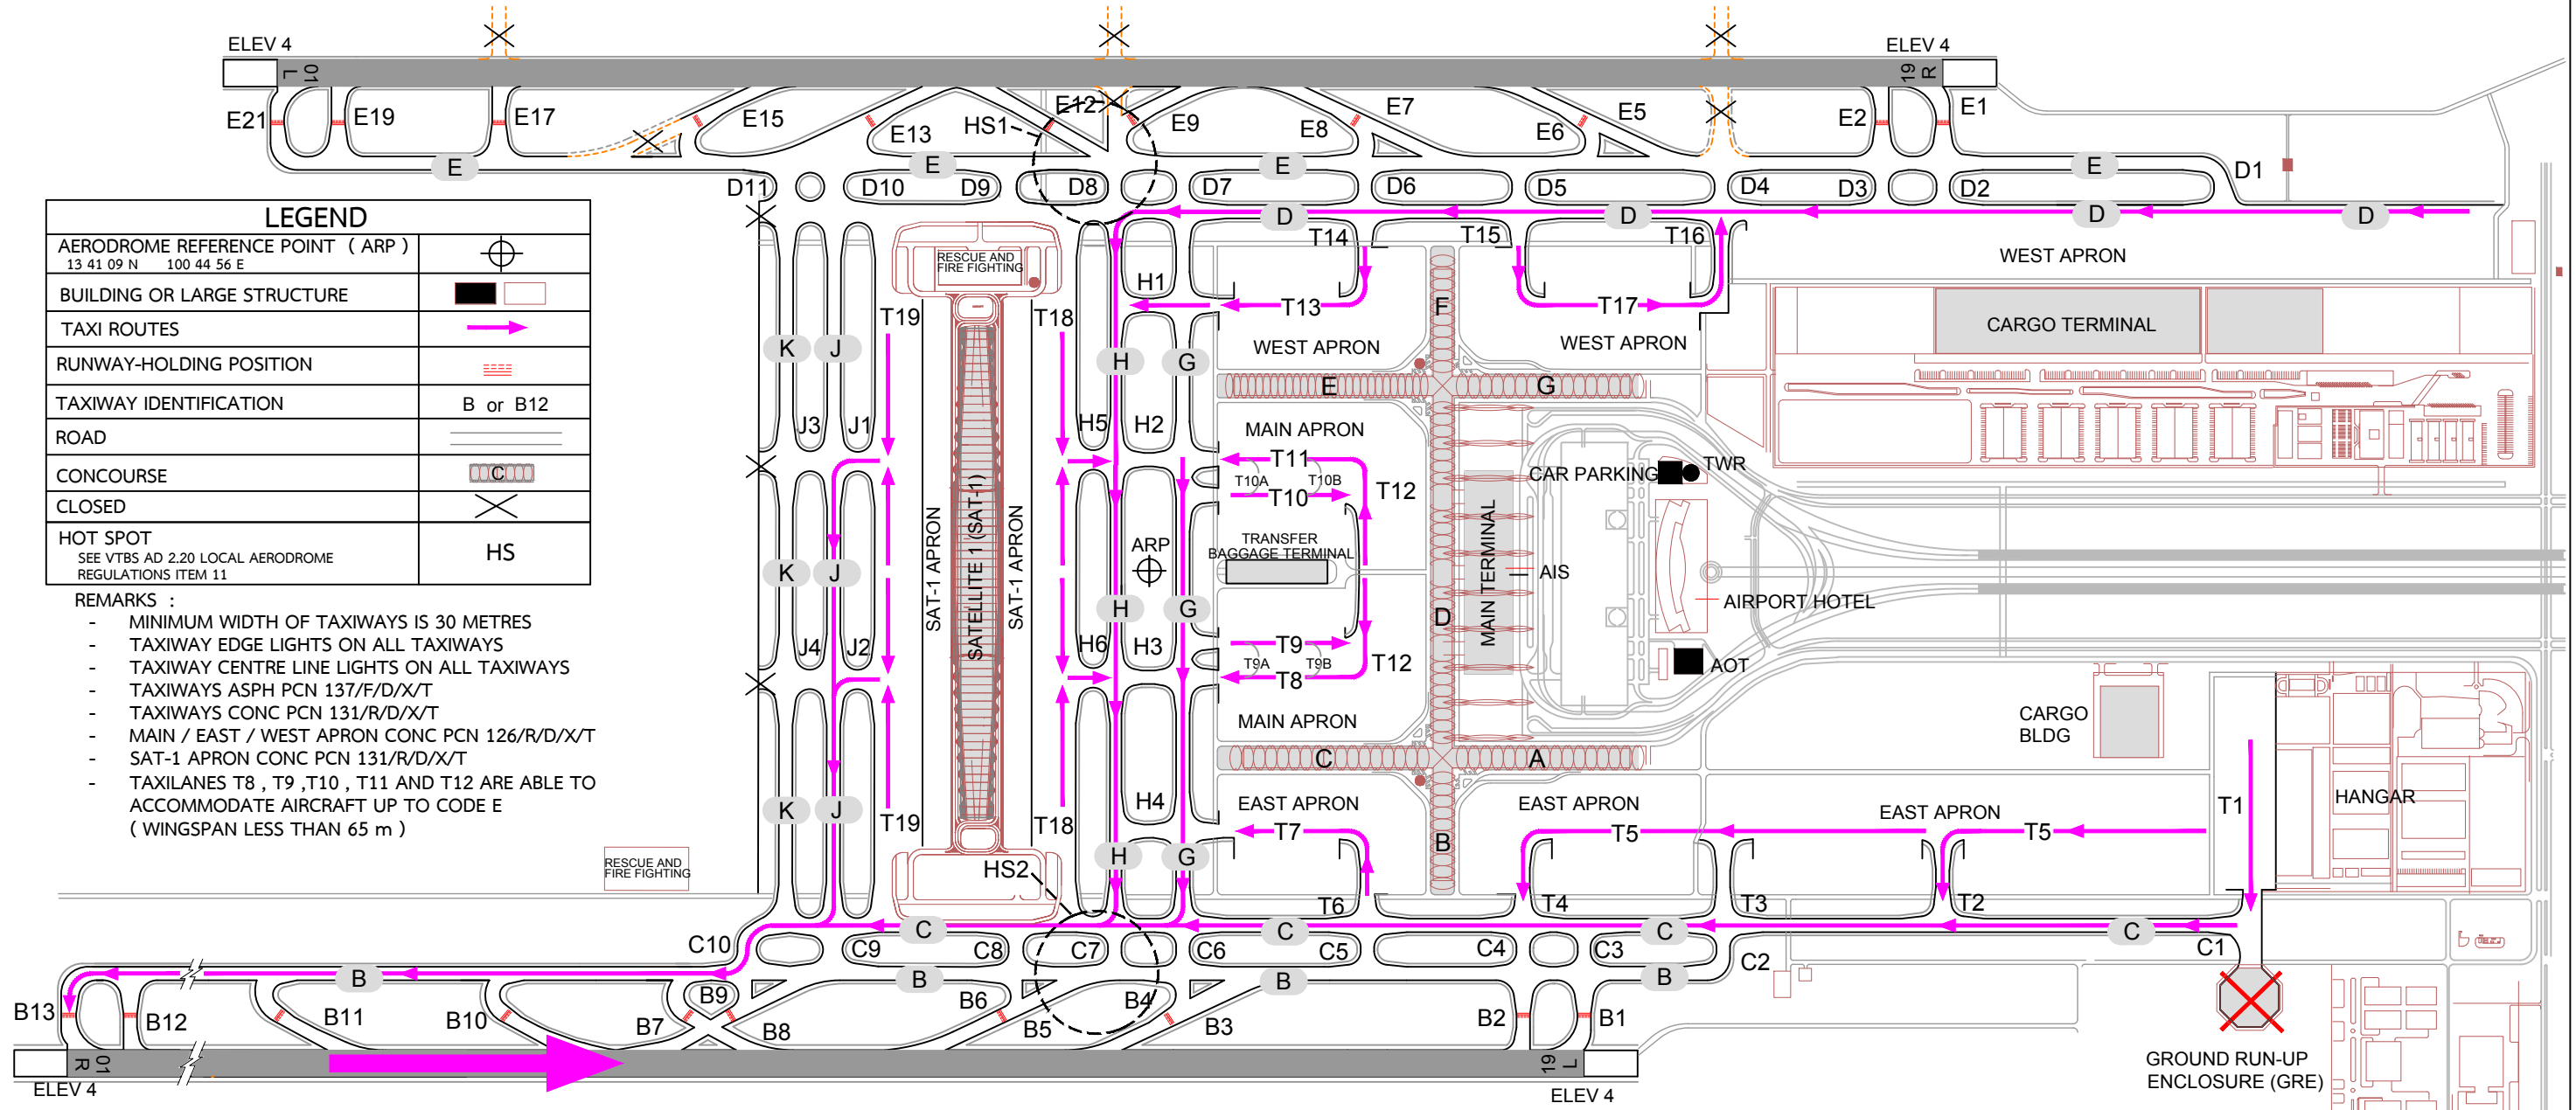 ELEV 4
ELEV 4
01 L
19 R
E21
E19
E17
E15
E13
E12
E9
E8
E7
E6
E5
E2
E1
HS1
E
E
E
E
D11
D10
D9
D8
D7
D6
D5
D4
D3
D2
D1
D
D
D
D
LEGEND
AERODROME REFERENCE POINT ( ARP )
13 41 09 N 100 44 56 E
BUILDING OR LARGE STRUCTURE
TAXI ROUTES
RUNWAY-HOLDING POSITION
TAXIWAY IDENTIFICATION
B or B12
ROAD
CONCOURSE
C
CLOSED
HOT SPOT
SEE VTBS AD 2.20 LOCAL AERODROME
REGULATIONS ITEM 11
HS
REMARKS :
- MINIMUM WIDTH OF TAXIWAYS IS 30 METRES
- TAXIWAY EDGE LIGHTS ON ALL TAXIWAYS
- TAXIWAY CENTRE LINE LIGHTS ON ALL TAXIWAYS
- TAXIWAYS ASPH PCN 137/F/D/X/T
- TAXIWAYS CONC PCN 131/R/D/X/T
- MAIN / EAST / WEST APRON CONC PCN 126/R/D/X/T
- SAT-1 APRON CONC PCN 131/R/D/X/T
- TAXILANES T8 , T9 ,T10 , T11 AND T12 ARE ABLE TO
ACCOMMODATE AIRCRAFT UP TO CODE E
( WINGSPAN LESS THAN 65 m )
RESCUE AND
FIRE FIGHTING
T14
T15
T16
WEST APRON
H1
T13
T17
F
T19
T18
CARGO TERMINAL
K
J
H
G
WEST APRON
WEST APRON
E
G
J3
J1
H5
H2
MAIN APRON
T11
T10A
T10B
T10
T12
CAR PARKING
TWR
SAT-1 APRON
SATELLITE 1 (SAT-1)
SAT-1 APRON
ARP
TRANSFER
BAGGAGE TERMINAL
MAIN TERMINAL
AIS
K
J
H
G
D
AIRPORT HOTEL
J4
J2
H6
H3
T9
T9A
T9B
T8
T12
AOT
MAIN APRON
CARGO
BLDG
C
A
K
J
H4
EAST APRON
EAST APRON
EAST APRON
T1
HANGAR
T19
T18
T7
T5
T5
B
H
G
RESCUE AND
FIRE FIGHTING
HS2
T6
T4
T3
T2
C
C
C
C
C10
C9
C8
C7
C6
C5
C4
C3
C2
C1
B
B
B
B
B13
B12
B11
B10
B9
B7
B8
B6
B5
B4
B3
B2
B1
01 R
19 L
ELEV 4
ELEV 4
GROUND RUN-UP
ENCLOSURE (GRE)